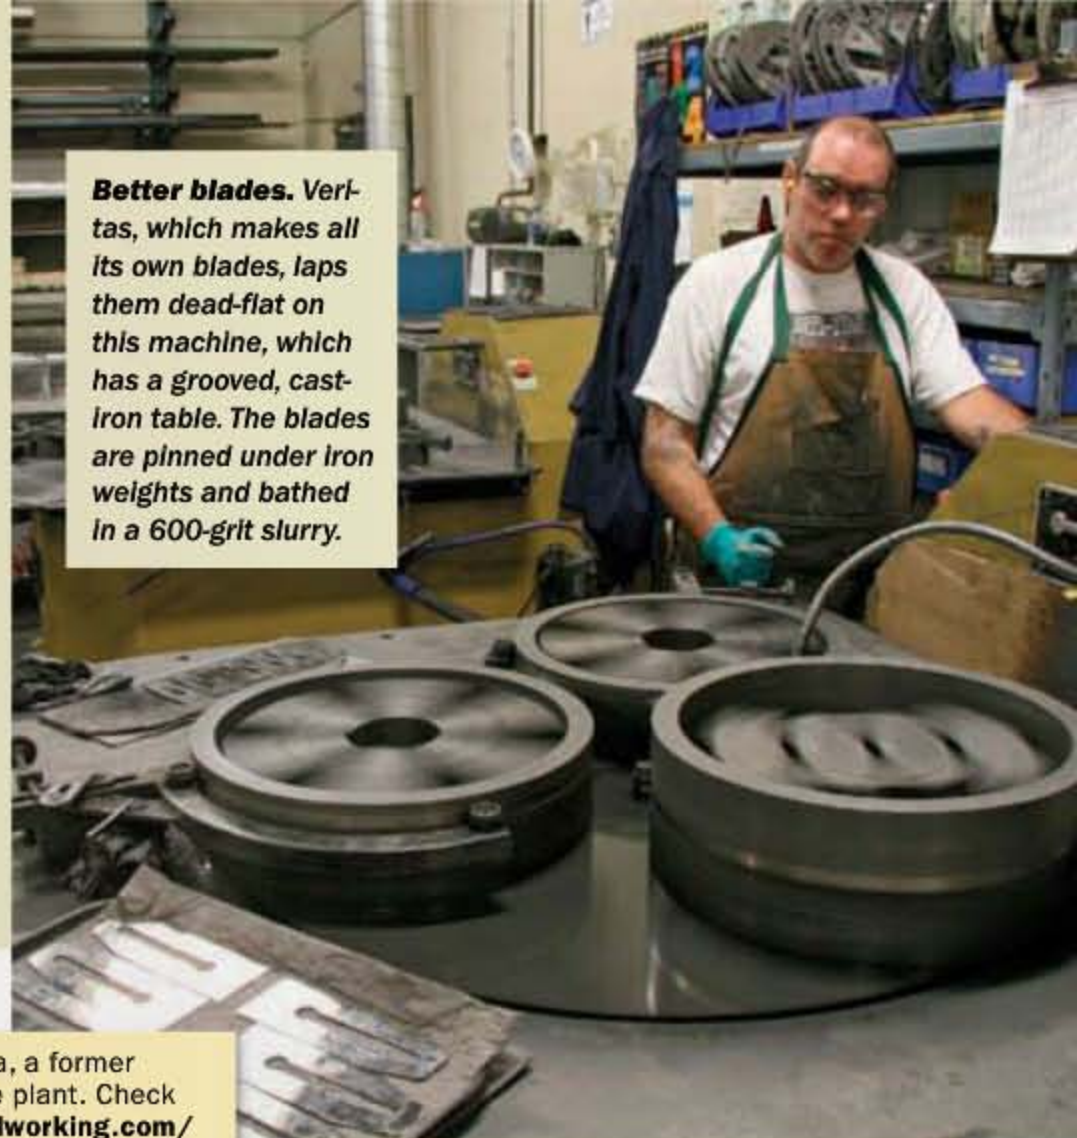 Better blades. Veri-
tas, which makes all
its own blades, laps
them dead-flat on
this machine, which
has a grooved, cast-
iron table. The blades
are pinned under iron
weights and bathed
in a 600-grit slurry.
a, a former
plant. Check
working.com/